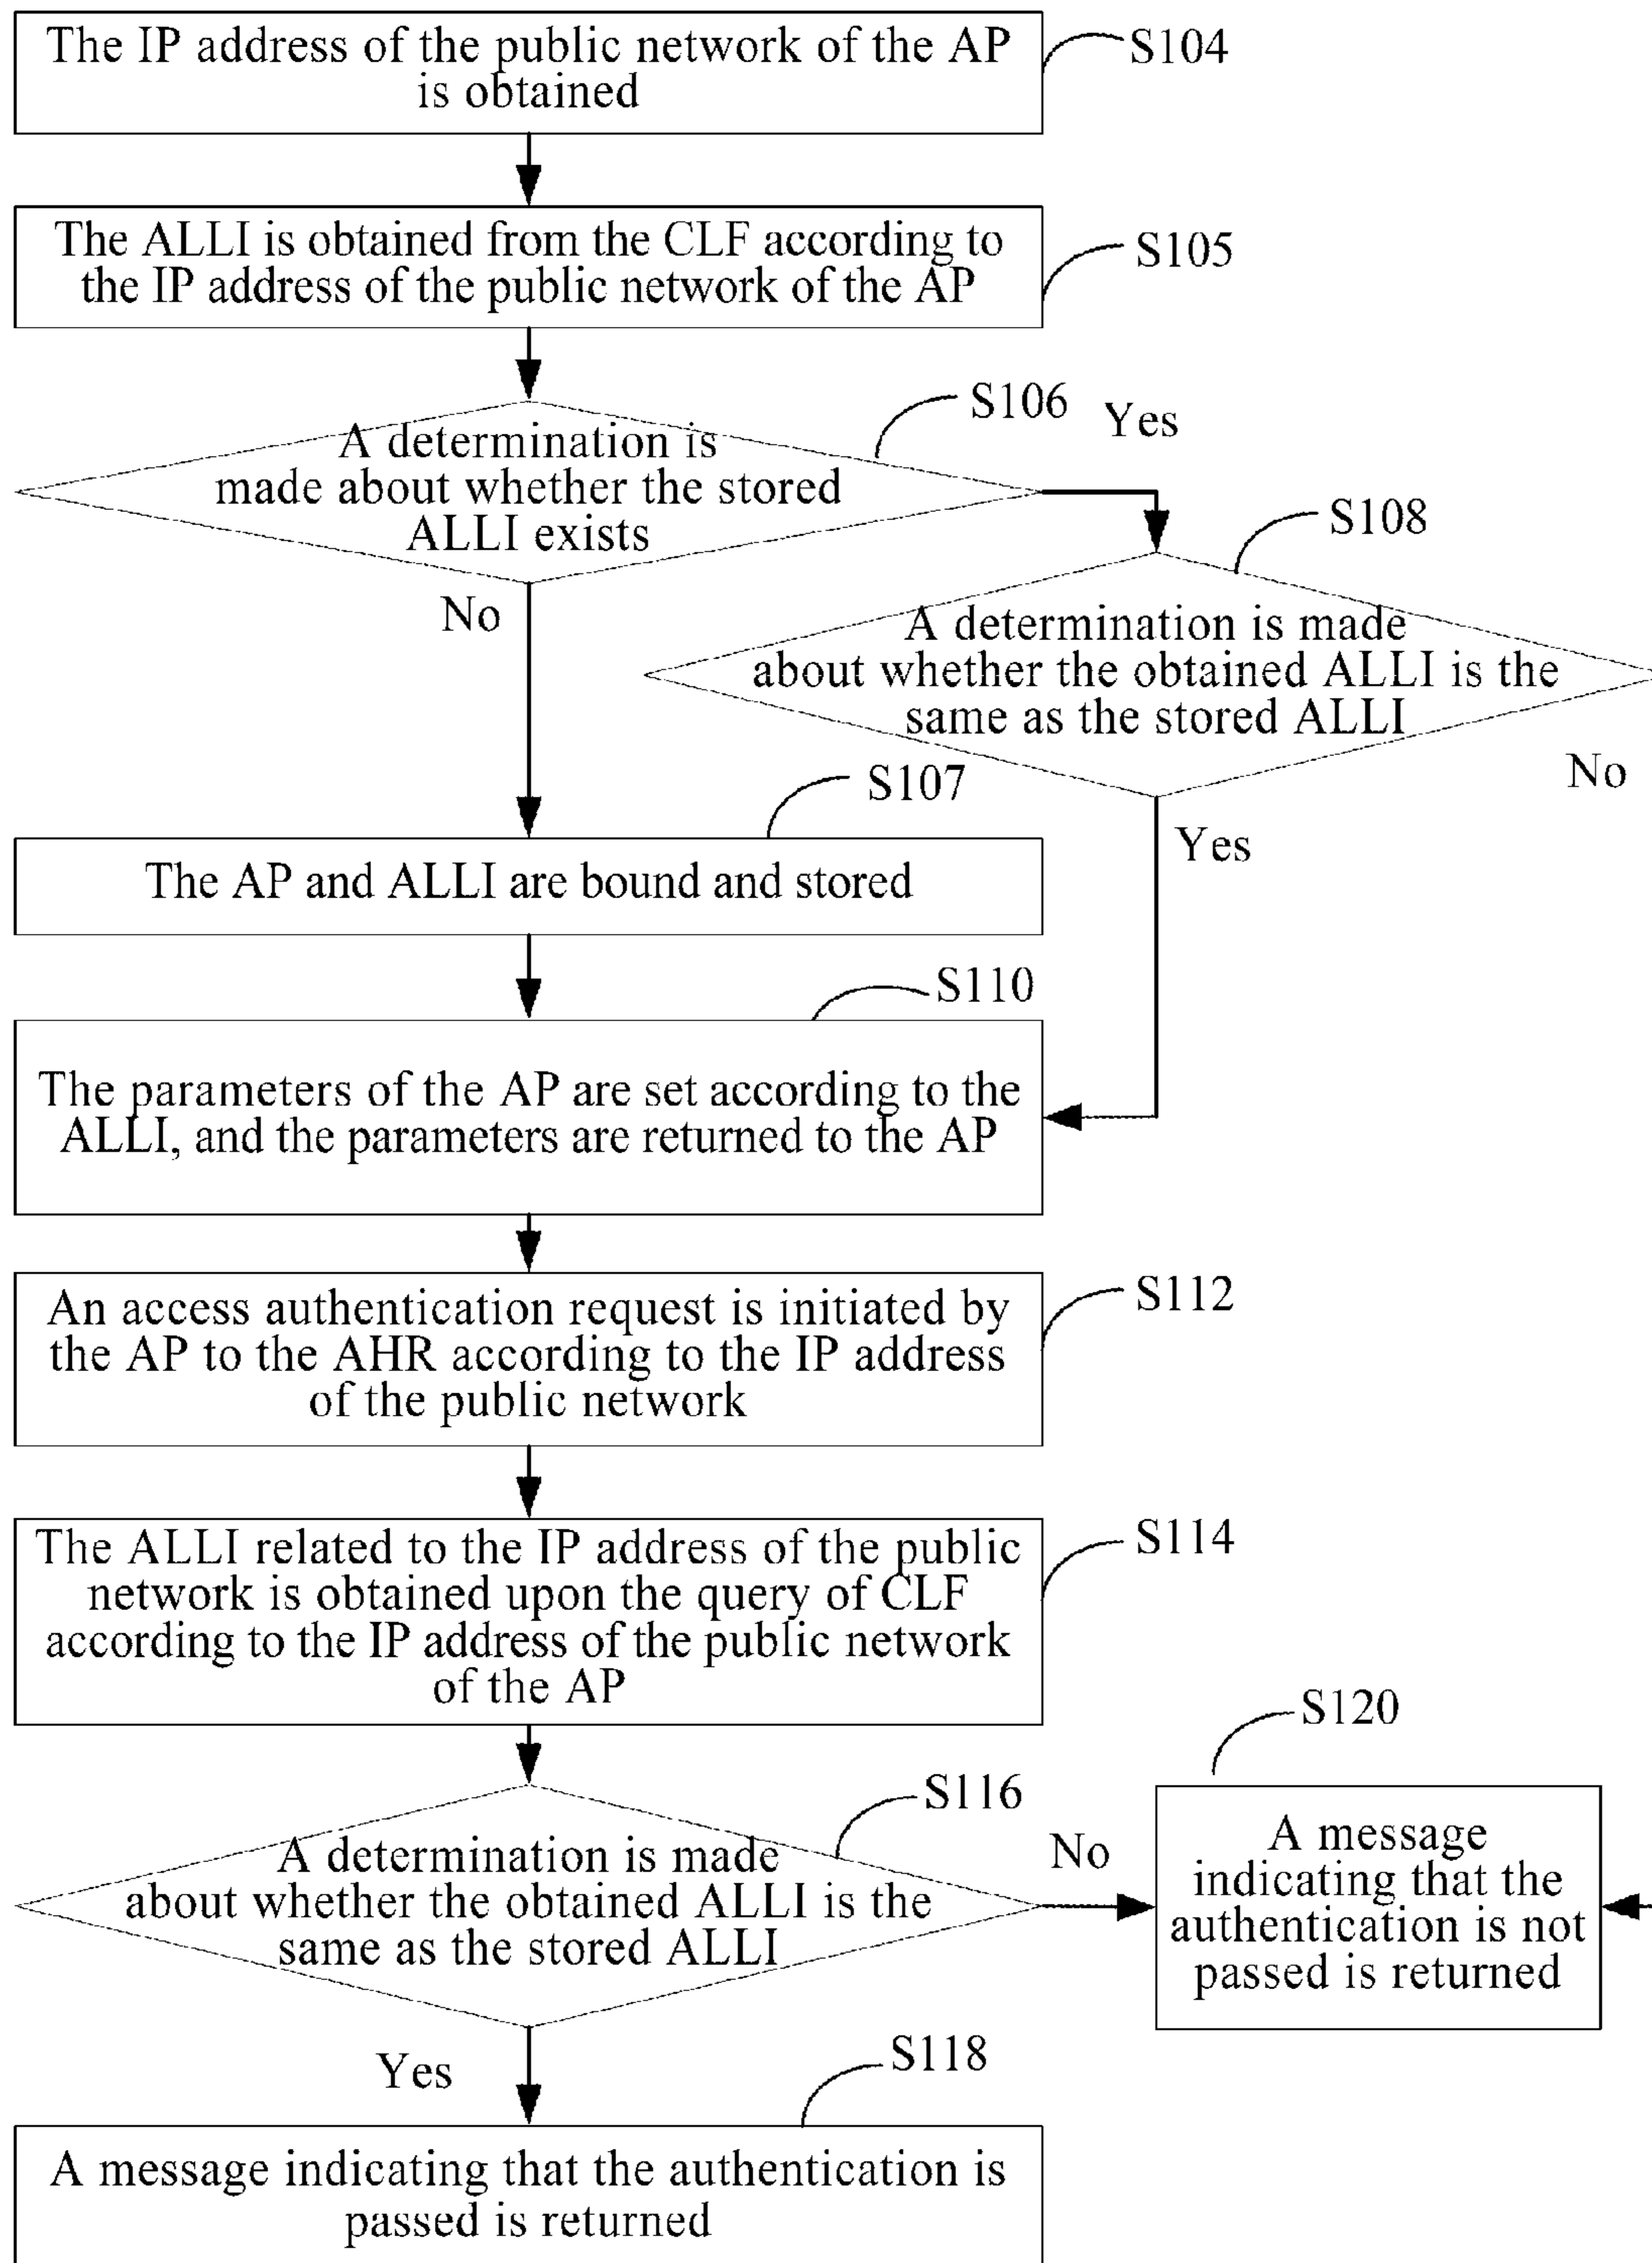 The IP address of the public network of the AP
is obtained
S104
The ALLI is obtained from the CLF according to
the IP address of the public network of the AP
S105
A determination is
made about whether the stored
ALLI exists
S106
Yes
No
S108
A determination is made
about whether the obtained ALLI is the
same as the stored ALLI
No
Yes
S107
The AP and ALLI are bound and stored
S110
The parameters of the AP are set according to the
ALLI, and the parameters are returned to the AP
An access authentication request is initiated by
the AP to the AHR according to the IP address
of the public network
S112
The ALLI related to the IP address of the public
network is obtained upon the query of CLF
according to the IP address of the public network
of the AP
S114
S116
A determination is made
about whether the obtained ALLI is the
same as the stored ALLI
No
Yes
S120
A message
indicating that the
authentication is not
passed is returned
S118
A message indicating that the authentication is
passed is returned